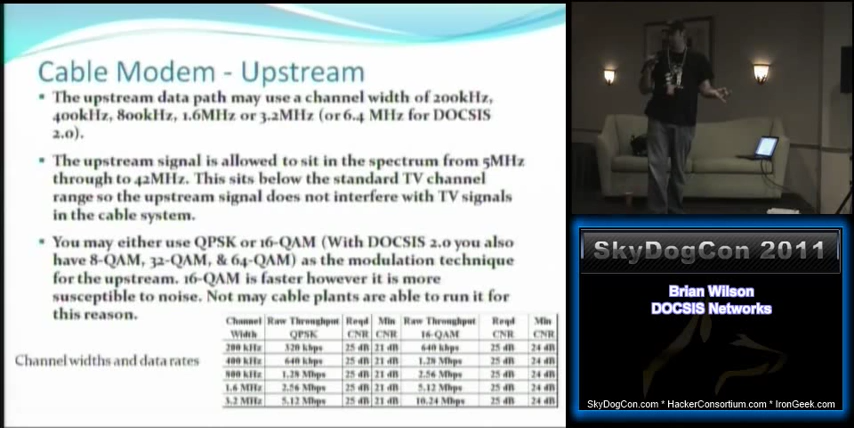 Cable Modem - Upstream
▪ The upstream data path may use a channel width of 200kHz,
400kHz, 800kHz, 1.6MHz or 3.2MHz (or 6.4 MHz for DOCSIS
2.0).
▪ The upstream signal is allowed to sit in the spectrum from 5MHz
through to 42MHz. This sits below the standard TV channel
range so the upstream signal does not interfere with TV signals
in the cable system.
▪ You may either use QPSK or 16-QAM (With DOCSIS 2.0 you also
have 8-QAM, 32-QAM, & 64-QAM) as the modulation technique
for the upstream. 16-QAM is faster however it is more
susceptible to noise. Not may cable plants are able to run it for
this reason.
Channel Raw Throughput Reqd Min Raw Throughput Reqd Min
Width QPSK CNR CNR 16-QAM CNR CNR
200 kHz 320 kbps 25 dB 21 dB 640 kbps 25 dB 24 dB
400 kHz 640 kbps 25 dB 21 dB 1.28 Mbps 25 dB 24 dB
800 kHz 1.28 Mbps 25 dB 21 dB 2.56 Mbps 25 dB 24 dB
1.6 MHz 2.56 Mbps 25 dB 21 dB 5.12 Mbps 25 dB 24 dB
3.2 MHz 5.12 Mbps 25 dB 21 dB 10.24 Mbps 25 dB 24 dB
Channel widths and data rates
SkyDogCon 2011
Brian Wilson
DOCSIS Networks
SkyDogCon.com * HackerConsortium.com * IronGeek.com